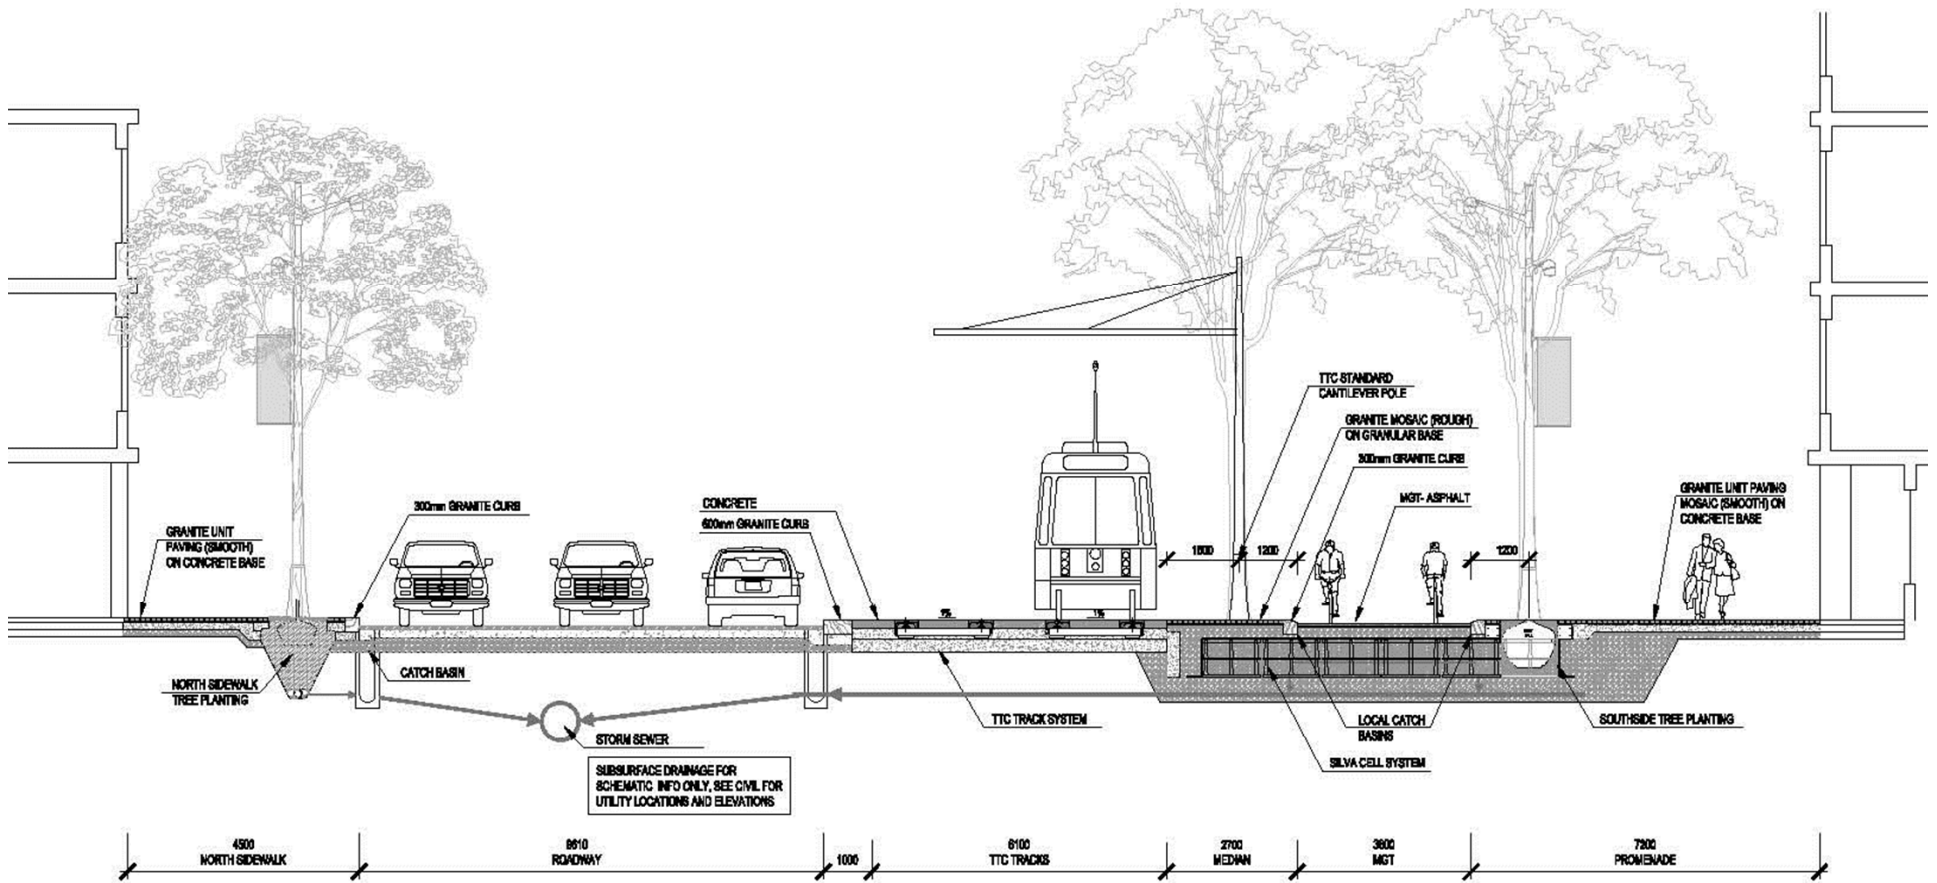 TTC STANDARD
CANTILEVER POLE
GRANITE MOSAIC (ROUGH)
ON GRANULAR BASE
300mm GRANITE CURB
MGT- ASPHALT
GRANITE UNIT PAVING
MOSAIC (SMOOTH) ON
CONCRETE BASE
300mm GRANITE CURB
CONCRETE
600mm GRANITE CURB
GRANITE UNIT
PAVING (SMOOTH)
ON CONCRETE BASE
1500
1200
1200
1%
1%
NORTH SIDEWALK
TREE PLANTING
CATCH BASIN
STORM SEWER
TTC TRACK SYSTEM
LOCAL CATCH
BASINS
SILVA CELL SYSTEM
SOUTHSIDE TREE PLANTING
SUBSURFACE DRAINAGE FOR
SCHEMATIC INFO ONLY, SEE CIVIL FOR
UTILITY LOCATIONS AND ELEVATIONS
NORTH SIDEWALK
ROADWAY
1000
6100
TTC TRACKS
2700
MEDIAN
3600
MGT
7200
PROMENADE